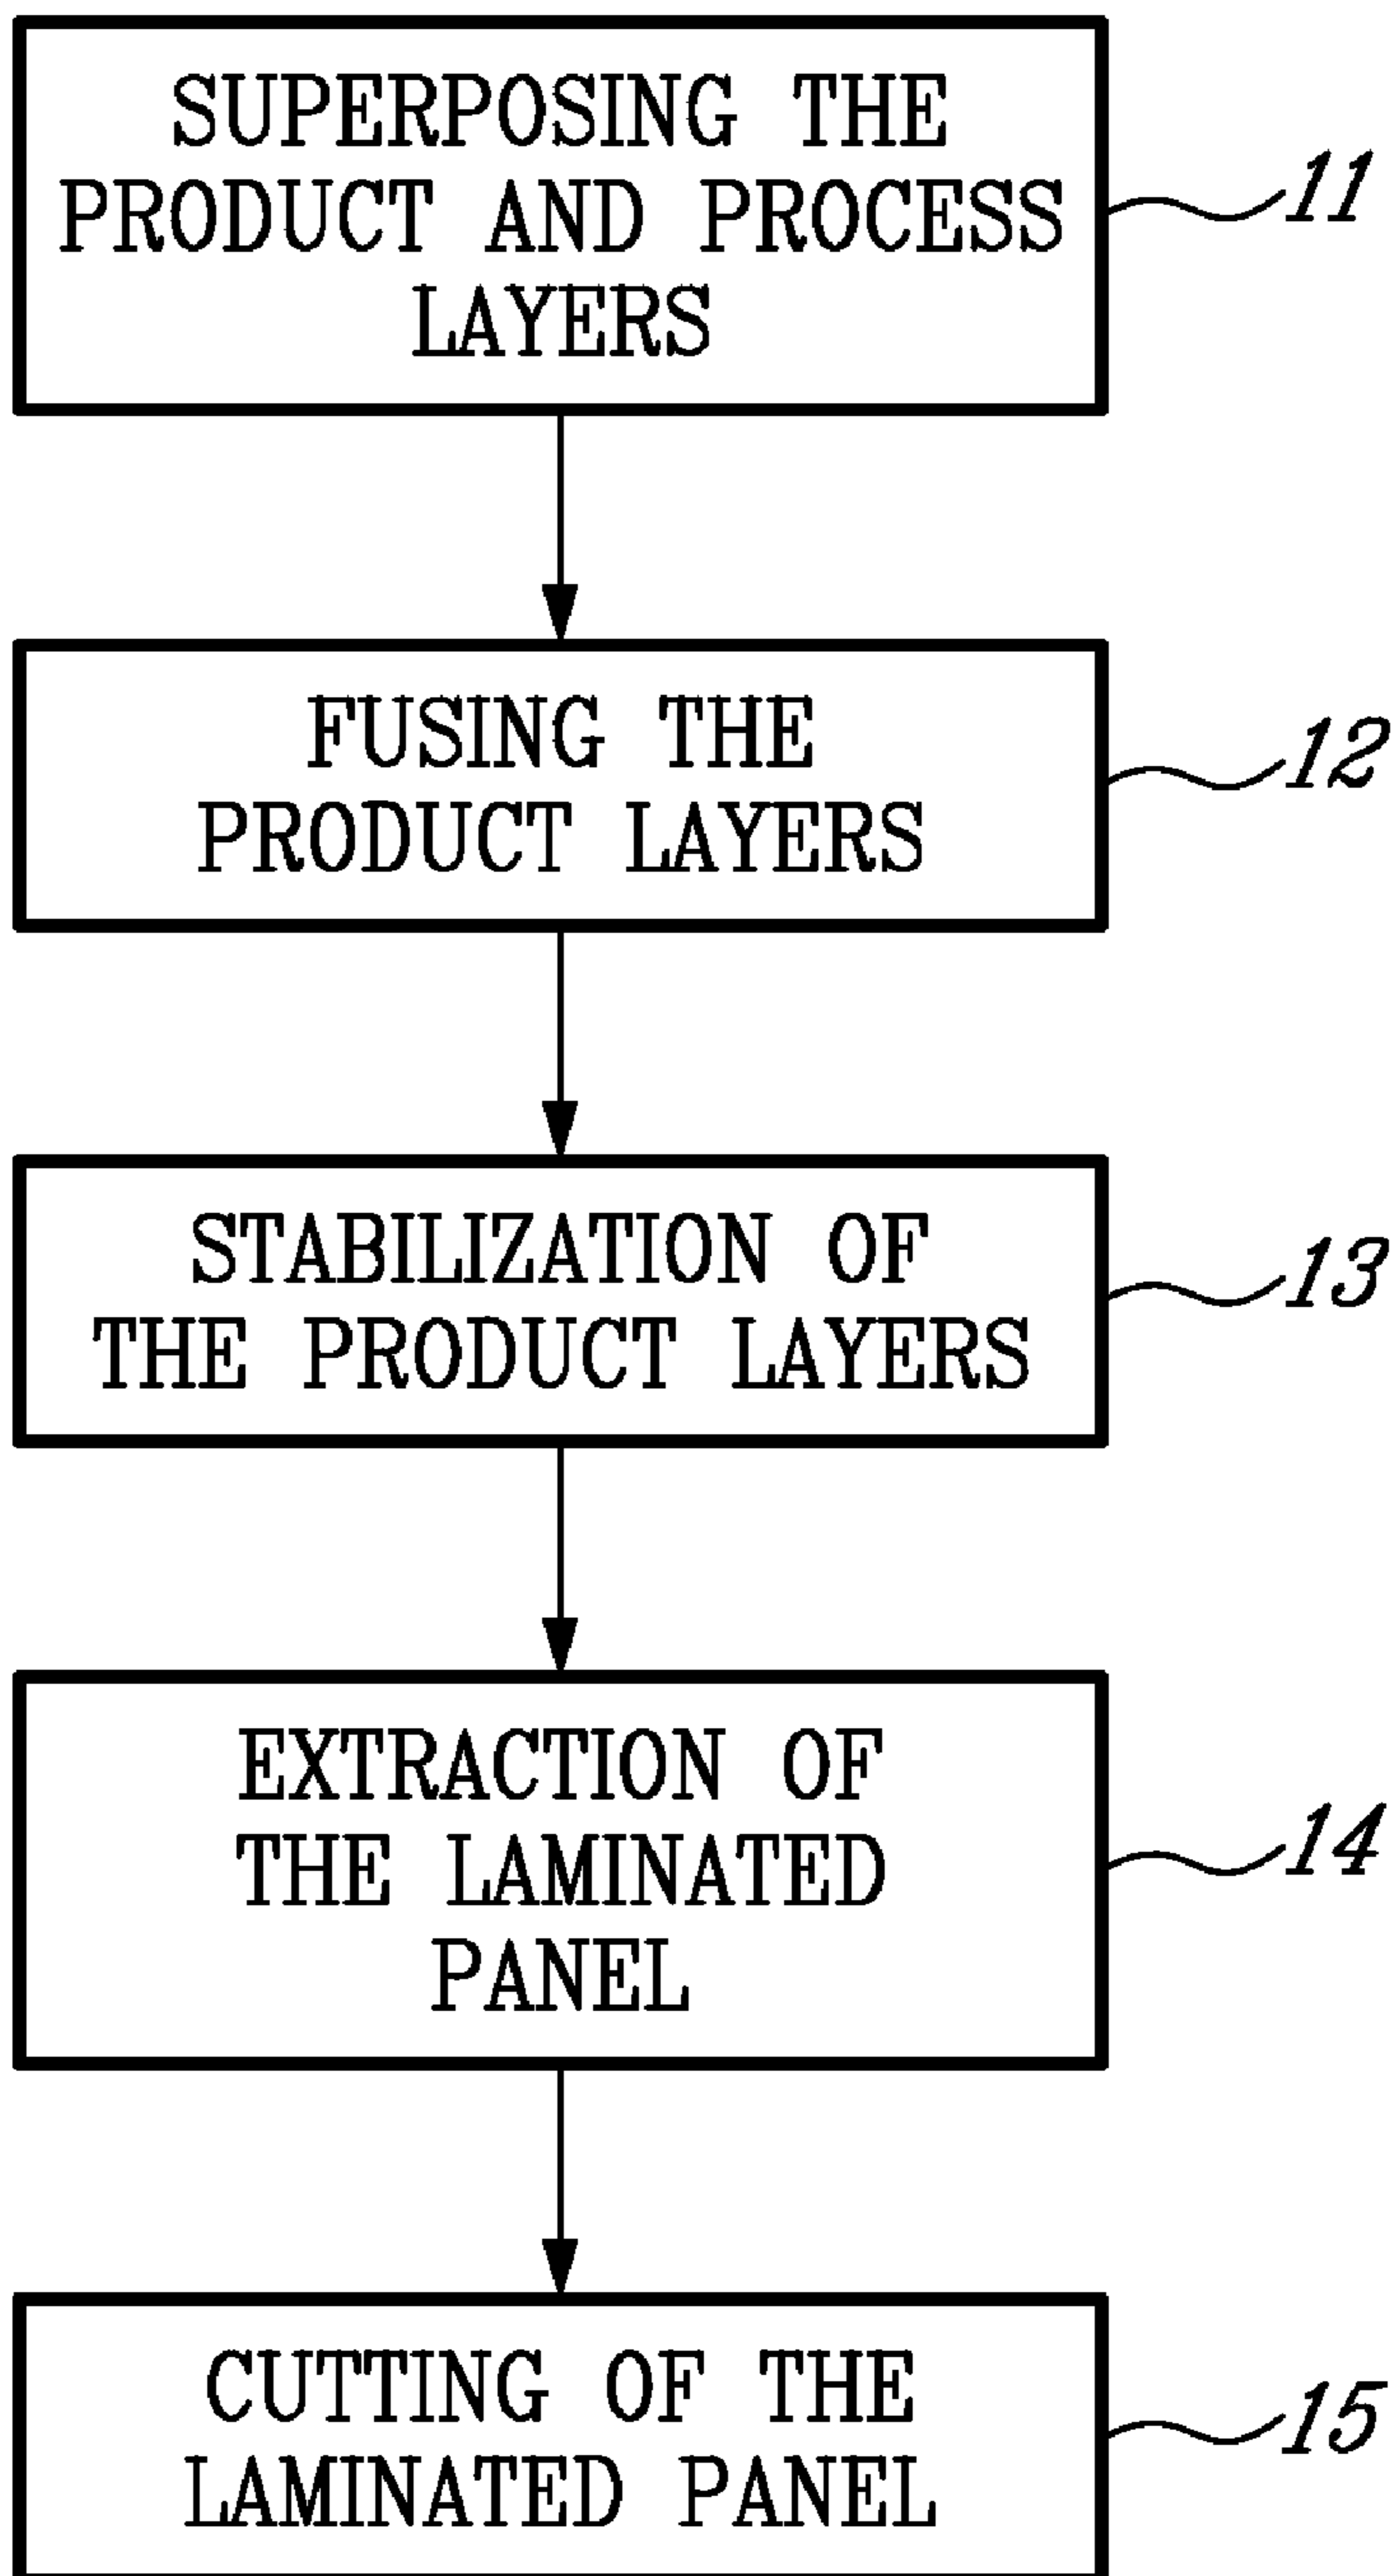 SUPERPOSING THE
PRODUCT AND PROCESS
LAYERS
11
FUSING THE
PRODUCT LAYERS
12
STABILIZATION OF
THE PRODUCT LAYERS
13
EXTRACTION OF
THE LAMINATED
PANEL
14
CUTTING OF THE
LAMINATED PANEL
15